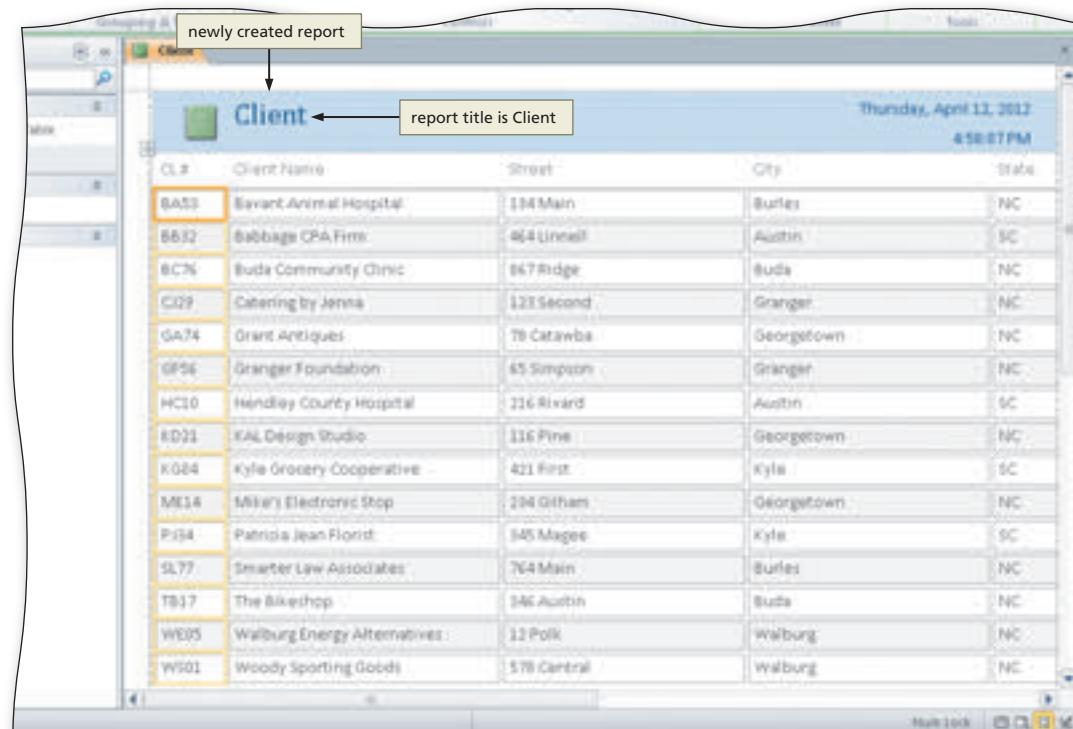 newly created report
Tools
Client
Client
report title is Client
Thursday, April 12, 2012
4:58:07 PM
CL # Client Name Street City State
BA53 Bavant Animal Hospital 134 Main Burles NC
BB32 Babbage CPA Firm 464 Linnell Austin SC
BC76 Buda Community Clinic 867 Ridge Buda NC
CJ29 Catering by Jenna 123 Second Granger NC
GA74 Grant Antiques 78 Catawba Georgetown NC
GF56 Granger Foundation 65 Simpson Granger NC
HC10 Hendley County Hospital 216 Rivard Austin SC
KD21 KAL Design Studio 116 Pine Georgetown NC
KG84 Kyle Grocery Cooperative 421 First Kyle SC
ME14 Mike's Electronic Stop 234 Gilham Georgetown NC
PJ34 Patricia Jean Florist 345 Magee Kyle SC
SL77 Smarter Law Associates 764 Main Burles NC
TB17 The Bikeshop 346 Austin Buda NC
WE05 Walburg Energy Alternatives 12 Polk Walburg NC
WS01 Woody Sporting Goods 578 Central Walburg NC
Num Lock